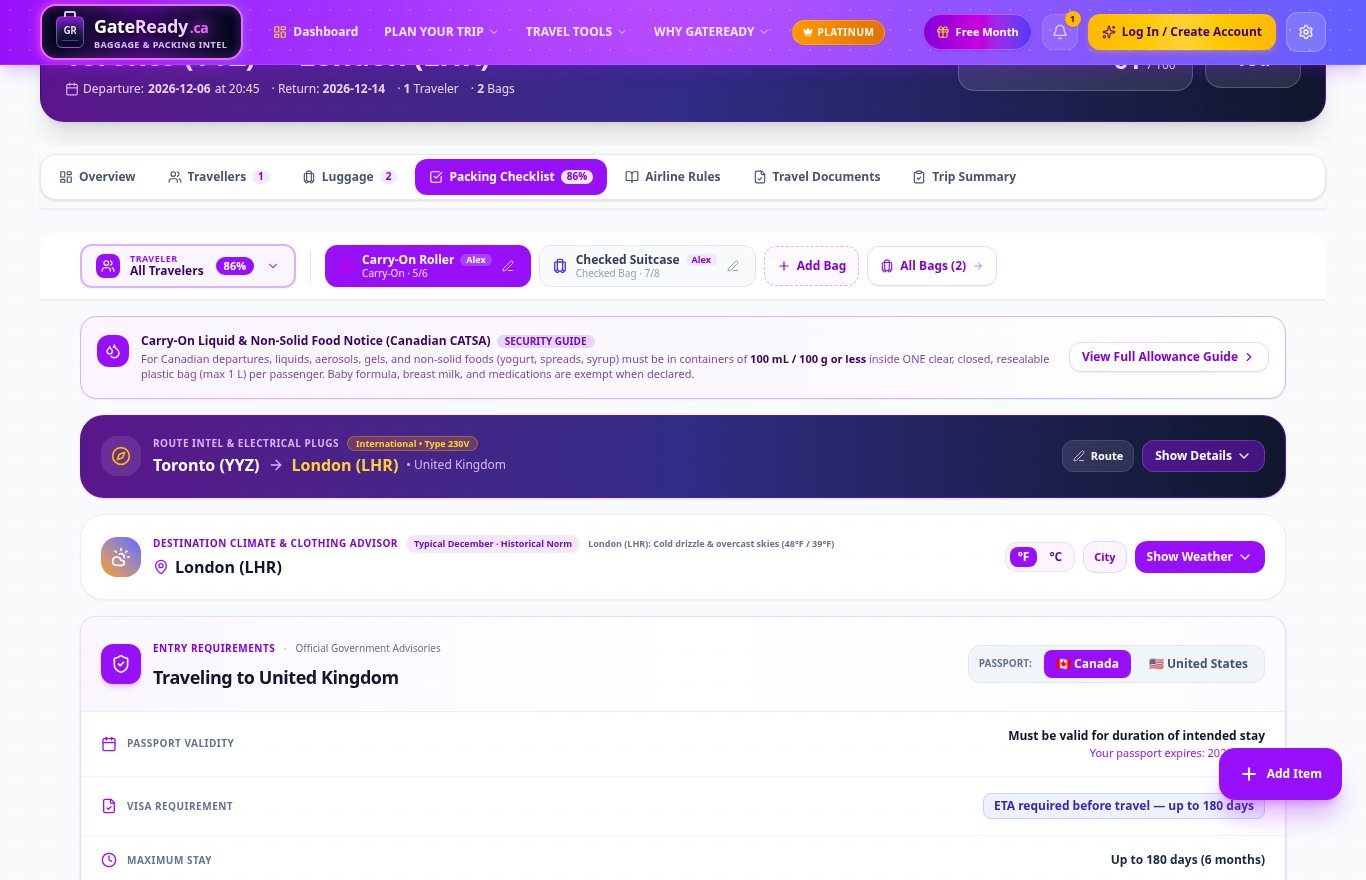 GR
GateReady.ca
BAGGAGE & PACKING INTEL
Dashboard
PLAN YOUR TRIP
TRAVEL TOOLS
WHY GATEREADY
PLATINUM
Free Month
1
Log In / Create Account
Departure: 2026-12-06 at 20:45 · Return: 2026-12-14 · 1 Traveler · 2 Bags
Overview
Travellers 1
Luggage 2
Packing Checklist 86%
Airline Rules
Travel Documents
Trip Summary
TRAVELER
All Travelers 86%
Carry-On Roller Alex
Carry-On · 5/6
Checked Suitcase Alex
Checked Bag · 7/8
Add Bag
All Bags (2) →
Carry-On Liquid & Non-Solid Food Notice (Canadian CATSA) SECURITY GUIDE
For Canadian departures, liquids, aerosols, gels, and non-solid foods (yogurt, spreads, syrup) must be in containers of 100 mL / 100 g or less inside ONE clear, closed, resealable
plastic bag (max 1 L) per passenger. Baby formula, breast milk, and medications are exempt when declared.
View Full Allowance Guide
ROUTE INTEL & ELECTRICAL PLUGS International • Type 230V
Toronto (YYZ) → London (LHR) • United Kingdom
Route
Show Details
DESTINATION CLIMATE & CLOTHING ADVISOR Typical December · Historical Norm London (LHR): Cold drizzle & overcast skies (48°F / 39°F)
London (LHR)
°F
°C
City
Show Weather
ENTRY REQUIREMENTS · Official Government Advisories
Traveling to United Kingdom
PASSPORT:
Canada
United States
PASSPORT VALIDITY
Must be valid for duration of intended stay
Your passport expires:
Add Item
VISA REQUIREMENT
ETA required before travel — up to 180 days
MAXIMUM STAY
Up to 180 days (6 months)